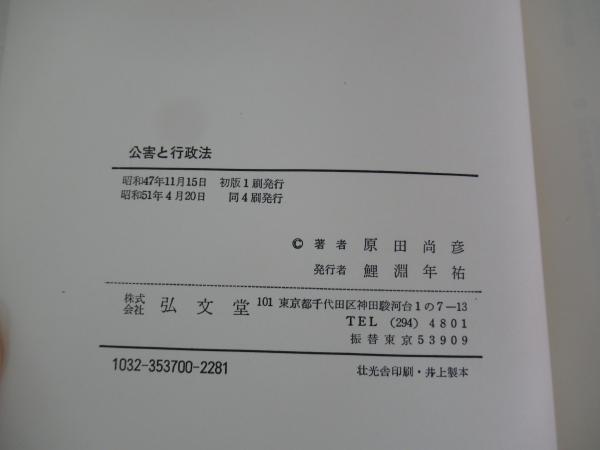 公害と行政法
昭和47年11月15日 初版1刷発行
昭和51年4月20日 同4刷発行
© 著者 原田尚彦
発行者 鯉淵年祐
株式会社 弘文堂 101 東京都千代田区神田駿河台1の7―13
TEL (294) 4801
振替東京53909
1032-353700-2281 壮光舎印刷・井上製本